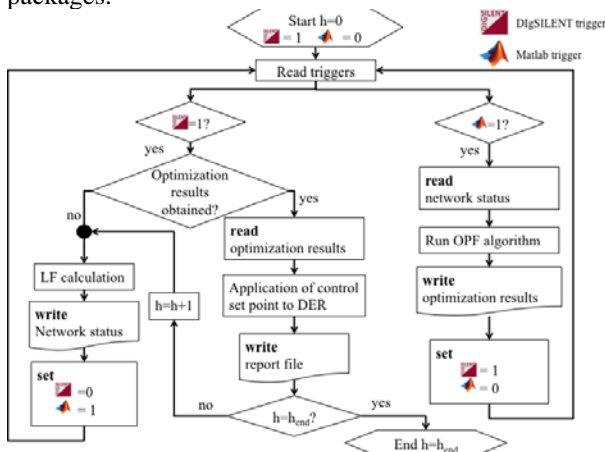 packages.
Start h=0
= 1 = 0
DIgSILENT trigger
Matlab trigger
Read triggers
=1?
=1?
yes
yes
Optimization
results
obtained?
no
yes
read
network status
read
optimization results
Run OPF algorithm
LF calculation
h=h+1
Application of control
set point to DER
write
optimization results
write
Network status
write
report file
set
=0
= 1
set
= 1
= 0
no
h=hend?
yes
End h=hend